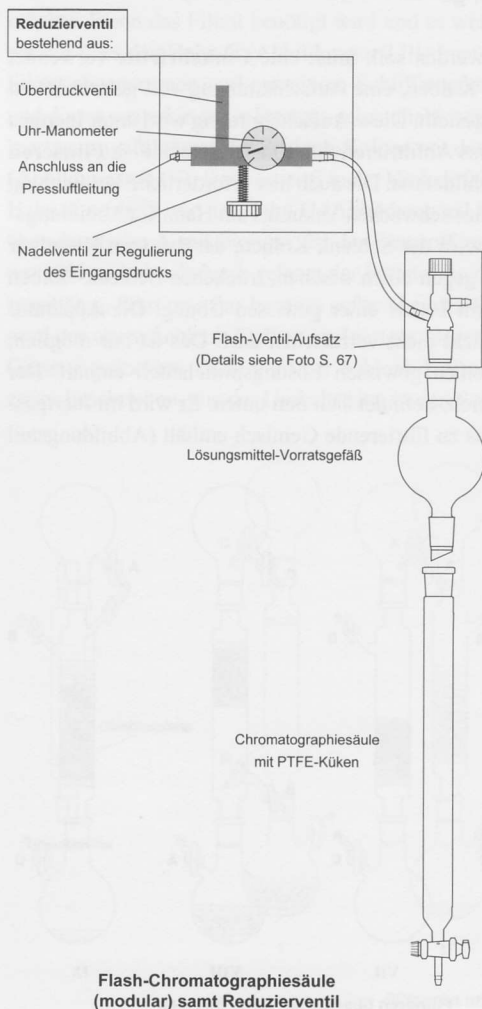 Reduzierventil
bestehend aus:
Überdruckventil
Uhr-Manometer
Anschluß an
Pressluftleitung
Nadelventil zur Regulierung
des Eingangsdrucks
Flash-Ventil-Aufsatz
(Details siehe Foto S. 67)
Lösungsmittel-Vorratsgefäß
Chromatographiesäule
mit PTFE-Küken
Flash-Chromatographiesäule
(modular) samt Reduzierventil